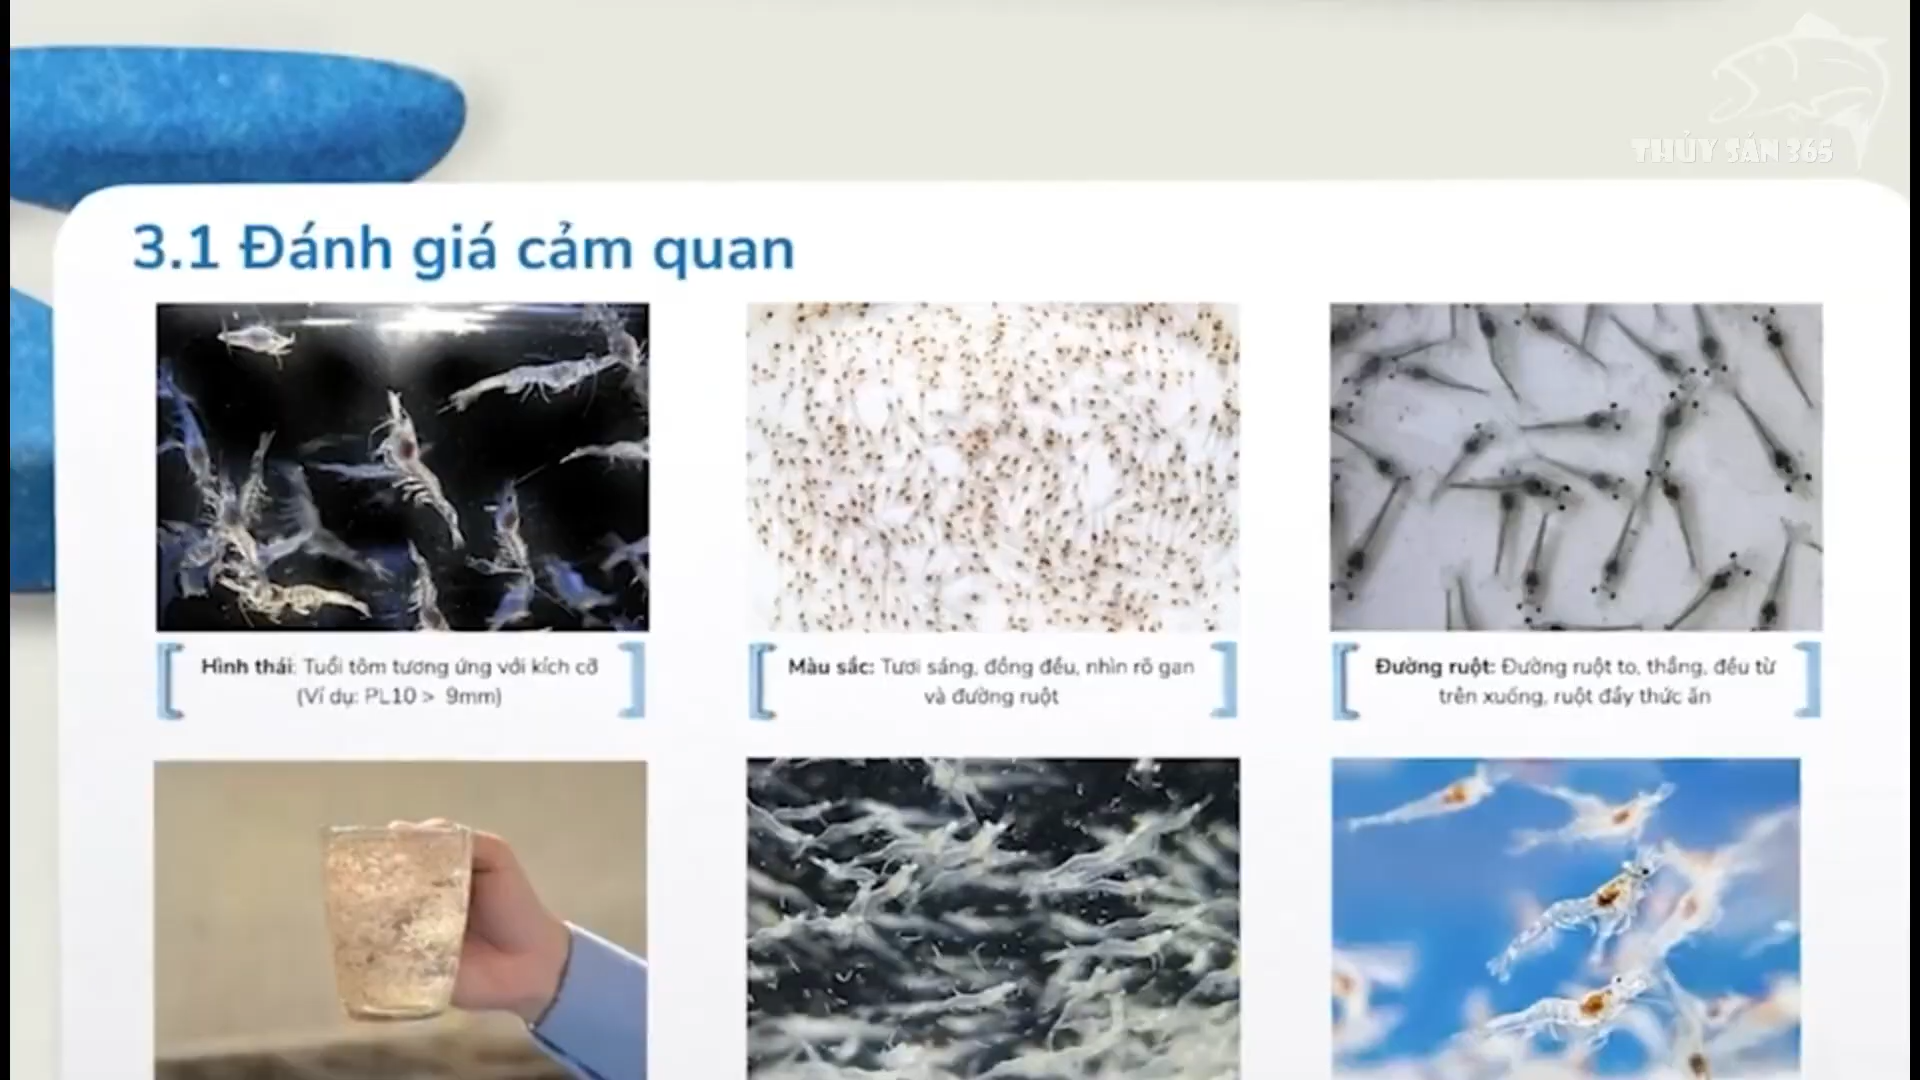 THỦY SẢN 365
3.1 Đánh giá cảm quan
Hình thái: Tuổi tôm tương ứng với kích cỡ
(Ví dụ: PL10 > 9mm)
Màu sắc: Tươi sáng, đồng đều, nhìn rõ gan
và đường ruột
Đường ruột: Đường ruột to, thẳng, đều từ
trên xuống, ruột đầy thức ăn